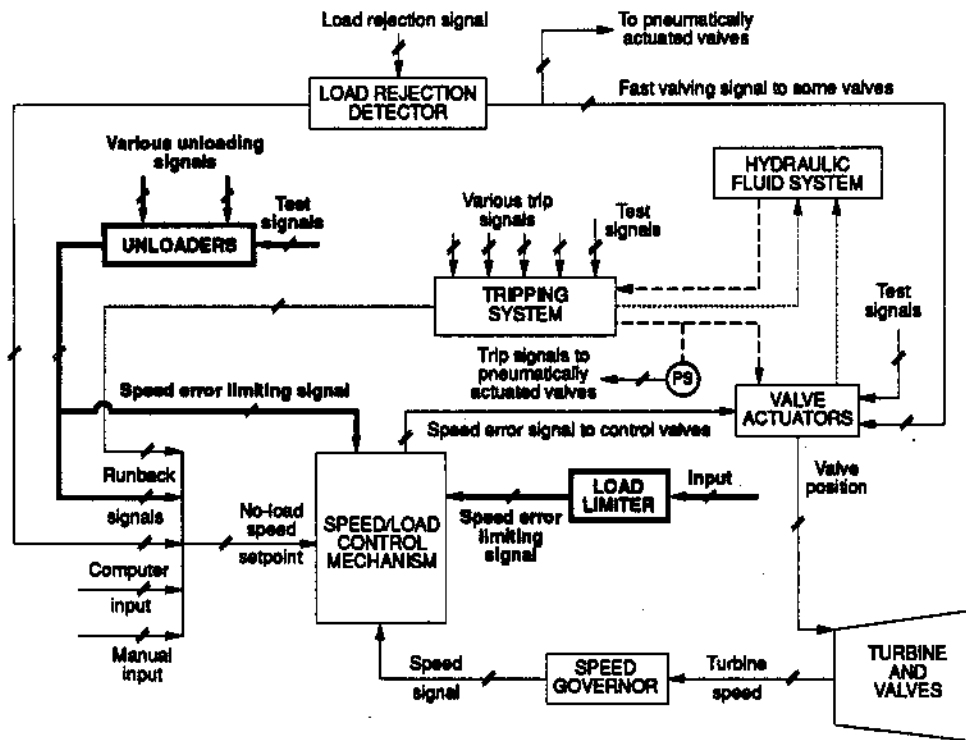 Load rejection signal
To pneumatically
actuated valves
LOAD REJECTION
DETECTOR
Fast valving signal to some valves
Various unloading
signals
Test
signals
UNLOADERS
Various trip
signals
Test
signals
HYDRAULIC
FLUID SYSTEM
TRIPPING
SYSTEM
Test
signals
Trip signals to
pneumatically
actuated valves
PS
VALVE
ACTUATORS
Speed error limiting signal
Speed error signal to control valves
Runback
signals
No-load
speed
setpoint
SPEED/LOAD
CONTROL
MECHANISM
LOAD
LIMITER
Input
Speed error
limiting
signal
Valve
position
Computer
input
Manual
input
Speed
signal
SPEED
GOVERNOR
Turbine
speed
TURBINE
AND
VALVES